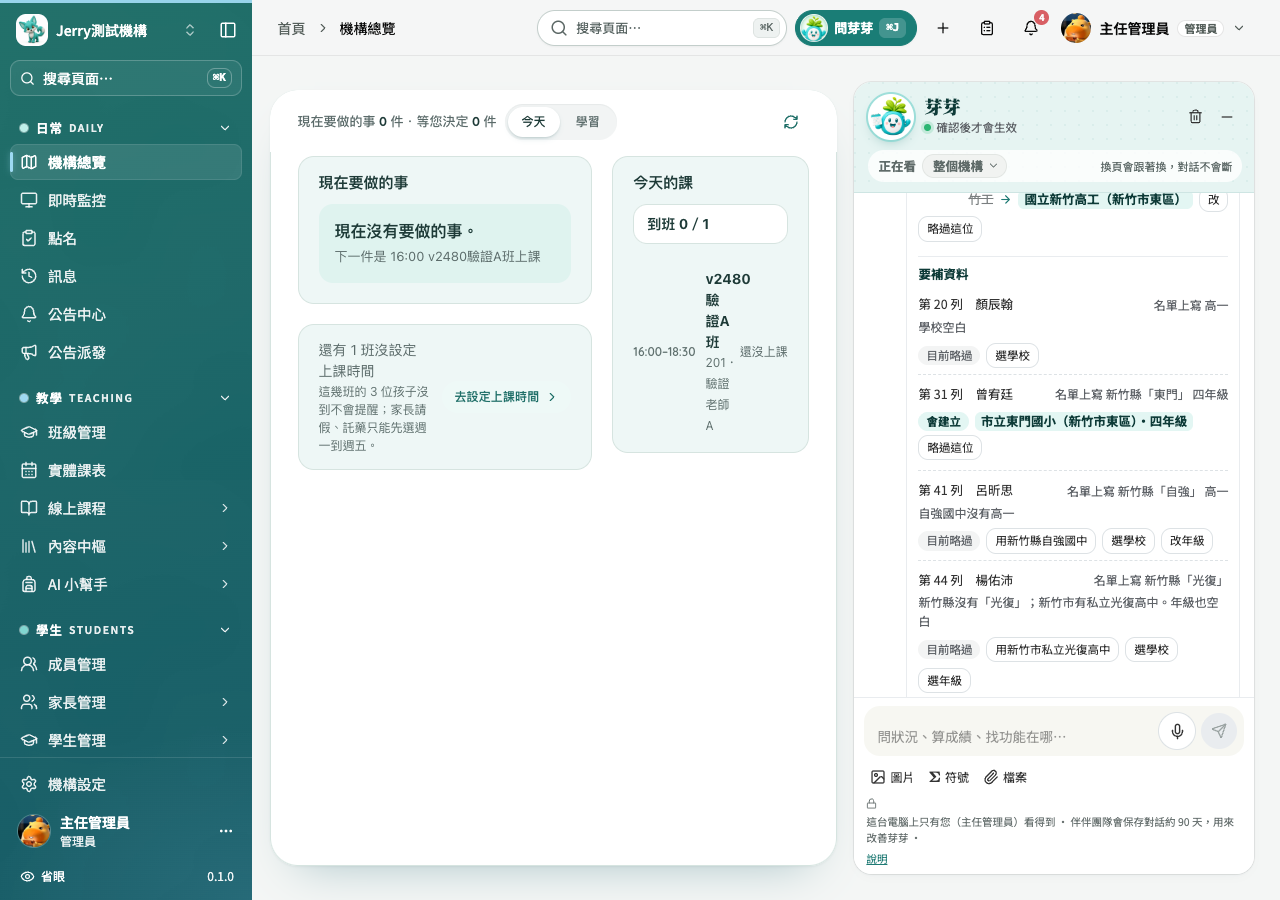 Jerry測試機構
搜尋頁面… ⌘K
日常 DAILY
機構總覽
即時監控
點名
訊息
公告中心
公告派發
教學 TEACHING
班級管理
實體課表
線上課程
內容中樞
AI 小幫手
學生 STUDENTS
成員管理
家長管理
學生管理
機構設定
主任管理員
管理員
省眼 0.1.0
首頁 機構總覽
搜尋頁面… ⌘K
問芽芽 ⌘J
4
主任管理員 管理員
現在要做的事 0 件 · 等您決定 0 件 今天 學習
現在要做的事
現在沒有要做的事。
下一件是 16:00 v2480驗證A班上課
還有 1 班沒設定
上課時間
這幾班的 3 位孩子沒
到不會提醒；家長請
假、託藥只能先選週
一到週五。
去設定上課時間
今天的課
到班 0 / 1
16:00–18:30
v2480
驗
證A
班
201 ·
驗證
老師
A
還沒上課
芽芽
確認後才會生效
正在看 整個機構 換頁會跟著換，對話不會斷
竹王 → 國立新竹高工（新竹市東區） 改
略過這位
要補資料
第 20 列 顏辰翰 名單上寫 高一
學校空白
目前略過 選學校
第 31 列 曾宥廷 名單上寫 新竹縣「東門」 四年級
會建立 市立東門國小（新竹市東區）· 四年級
略過這位
第 41 列 呂昕思 名單上寫 新竹縣「自強」 高一
自強國中沒有高一
目前略過 用新竹縣自強國中 選學校 改年級
第 44 列 楊佑沛 名單上寫 新竹縣「光復」
新竹縣沒有「光復」；新竹市有私立光復高中。年級也空
白
目前略過 用新竹市私立光復高中 選學校
選年級
問狀況、算成績、找功能在哪…
圖片 符號 檔案
這台電腦上只有您（主任管理員）看得到 · 伴伴團隊會保存對話約 90 天，用來
改善芽芽 ·
說明